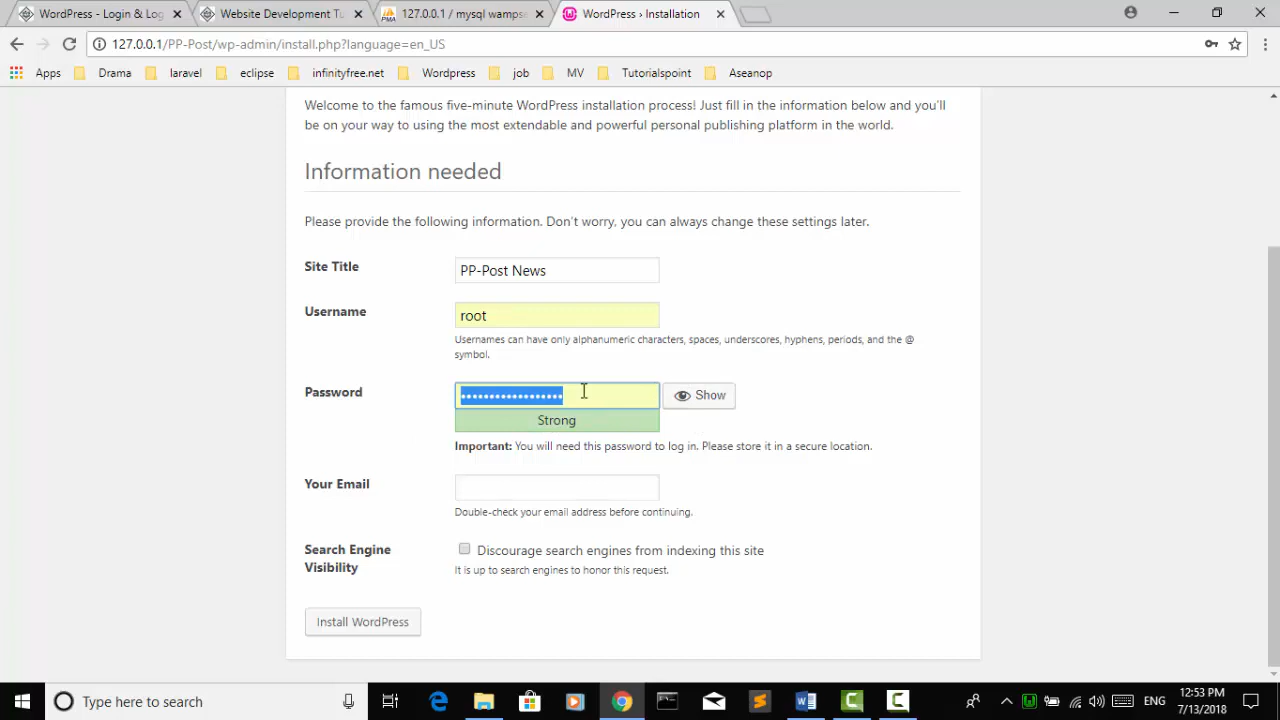 WordPress - Login & Log
Website Development Tu
PMA
127.0.0.1 / mysql wampse
WordPress › Installation
127.0.0.1/PP-Post/wp-admin/install.php?language=en_US
Apps
Drama
laravel
eclipse
infinityfree.net
Wordpress
job
MV
Tutorialspoint
Aseanop
Welcome to the famous five-minute WordPress installation process! Just fill in the information below and you'll
be on your way to using the most extendable and powerful personal publishing platform in the world.
Information needed
Please provide the following information. Don't worry, you can always change these settings later.
Site Title
PP-Post News
Username
root
Usernames can have only alphanumeric characters, spaces, underscores, hyphens, periods, and the @
symbol.
Password
••••••••••••••••••
Show
Strong
Important: You will need this password to log in. Please store it in a secure location.
Your Email
Double-check your email address before continuing.
Search Engine
Visibility
Discourage search engines from indexing this site
It is up to search engines to honor this request.
Install WordPress
Type here to search
ENG
12:53 PM
7/13/2018